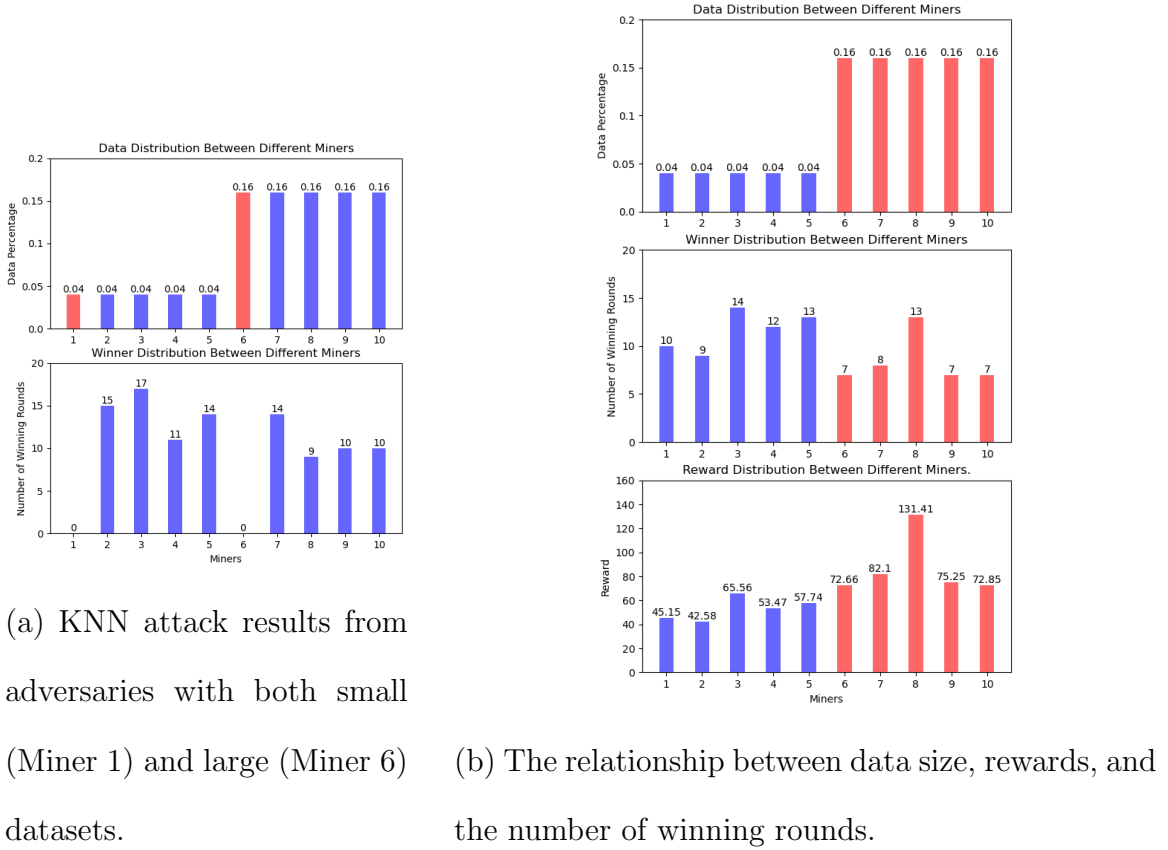 Data Distribution Between Different Miners
Data Percentage
0.2
0.15
0.1
0.05
0.0
0.04 0.04 0.04 0.04 0.04 0.16 0.16 0.16 0.16 0.16
1 2 3 4 5 6 7 8 9 10
Winner Distribution Between Different Miners
Number of Winning Rounds
20
15
10
5
0
0 15 17 11 14 0 14 9 10 10
1 2 3 4 5 6 7 8 9 10
Miners
(a) KNN attack results from
adversaries with both small
(Miner 1) and large (Miner 6)
datasets.
Data Distribution Between Different Miners
Data Percentage
0.2
0.15
0.1
0.05
0.0
0.04 0.04 0.04 0.04 0.04 0.16 0.16 0.16 0.16 0.16
1 2 3 4 5 6 7 8 9 10
Winner Distribution Between Different Miners
Number of Winning Rounds
20
15
10
5
0
10 9 14 12 13 7 8 13 7 7
1 2 3 4 5 6 7 8 9 10
Reward Distribution Between Different Miners.
Reward
160
140
120
100
80
60
40
20
0
45.15 42.58 65.56 53.47 57.74 72.66 82.1 131.41 75.25 72.85
1 2 3 4 5 6 7 8 9 10
Miners
(b) The relationship between data size, rewards, and
the number of winning rounds.